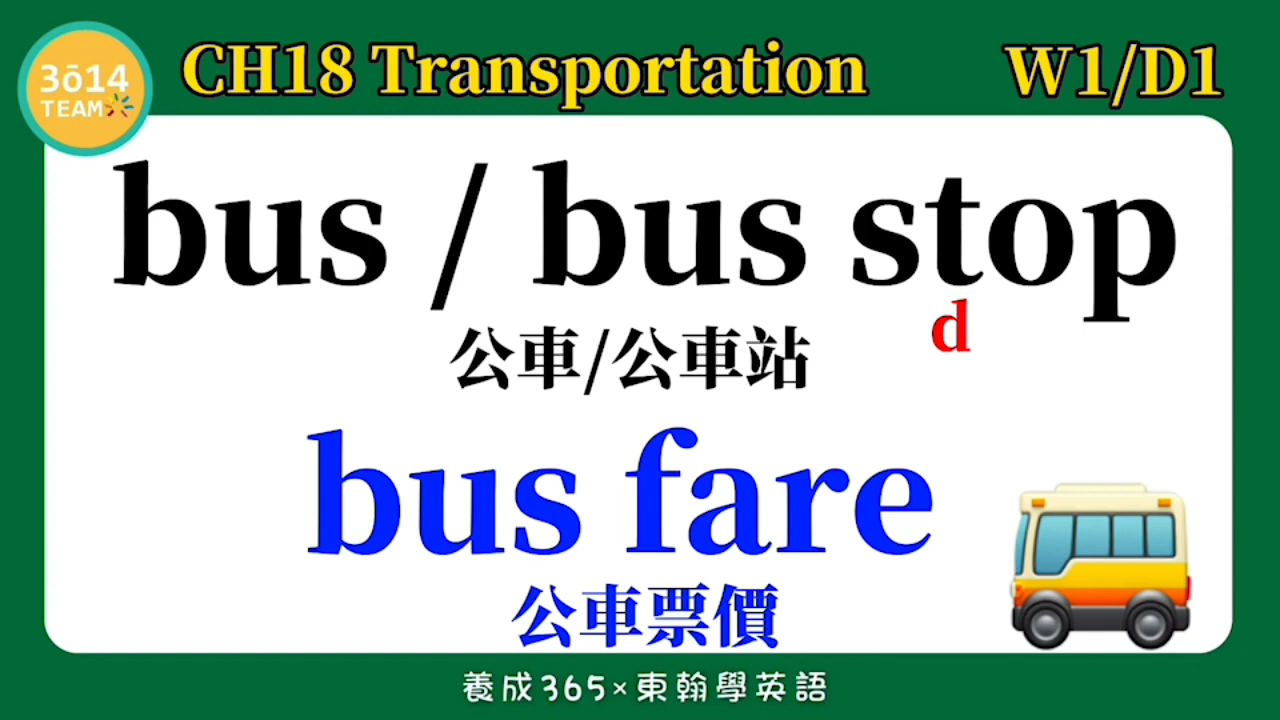 3ō14
TEAM
CH18 Transportation
W1/D1
bus / bus stop
d
公車/公車站
bus fare
公車票價
養成365×東翰學英語